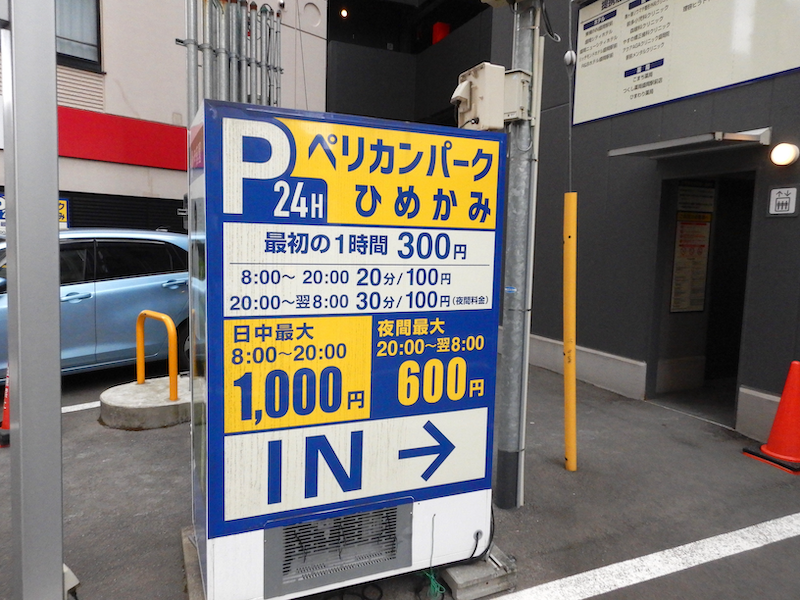 P
24H
ペリカンパーク
ひめかみ
最初の1時間 300円
8:00〜20:00 20分/100円
20:00〜翌8:00 30分/100円(夜間料金)
日中最大
8:00〜20:00
1,000円
夜間最大
20:00〜翌8:00
600円
IN →